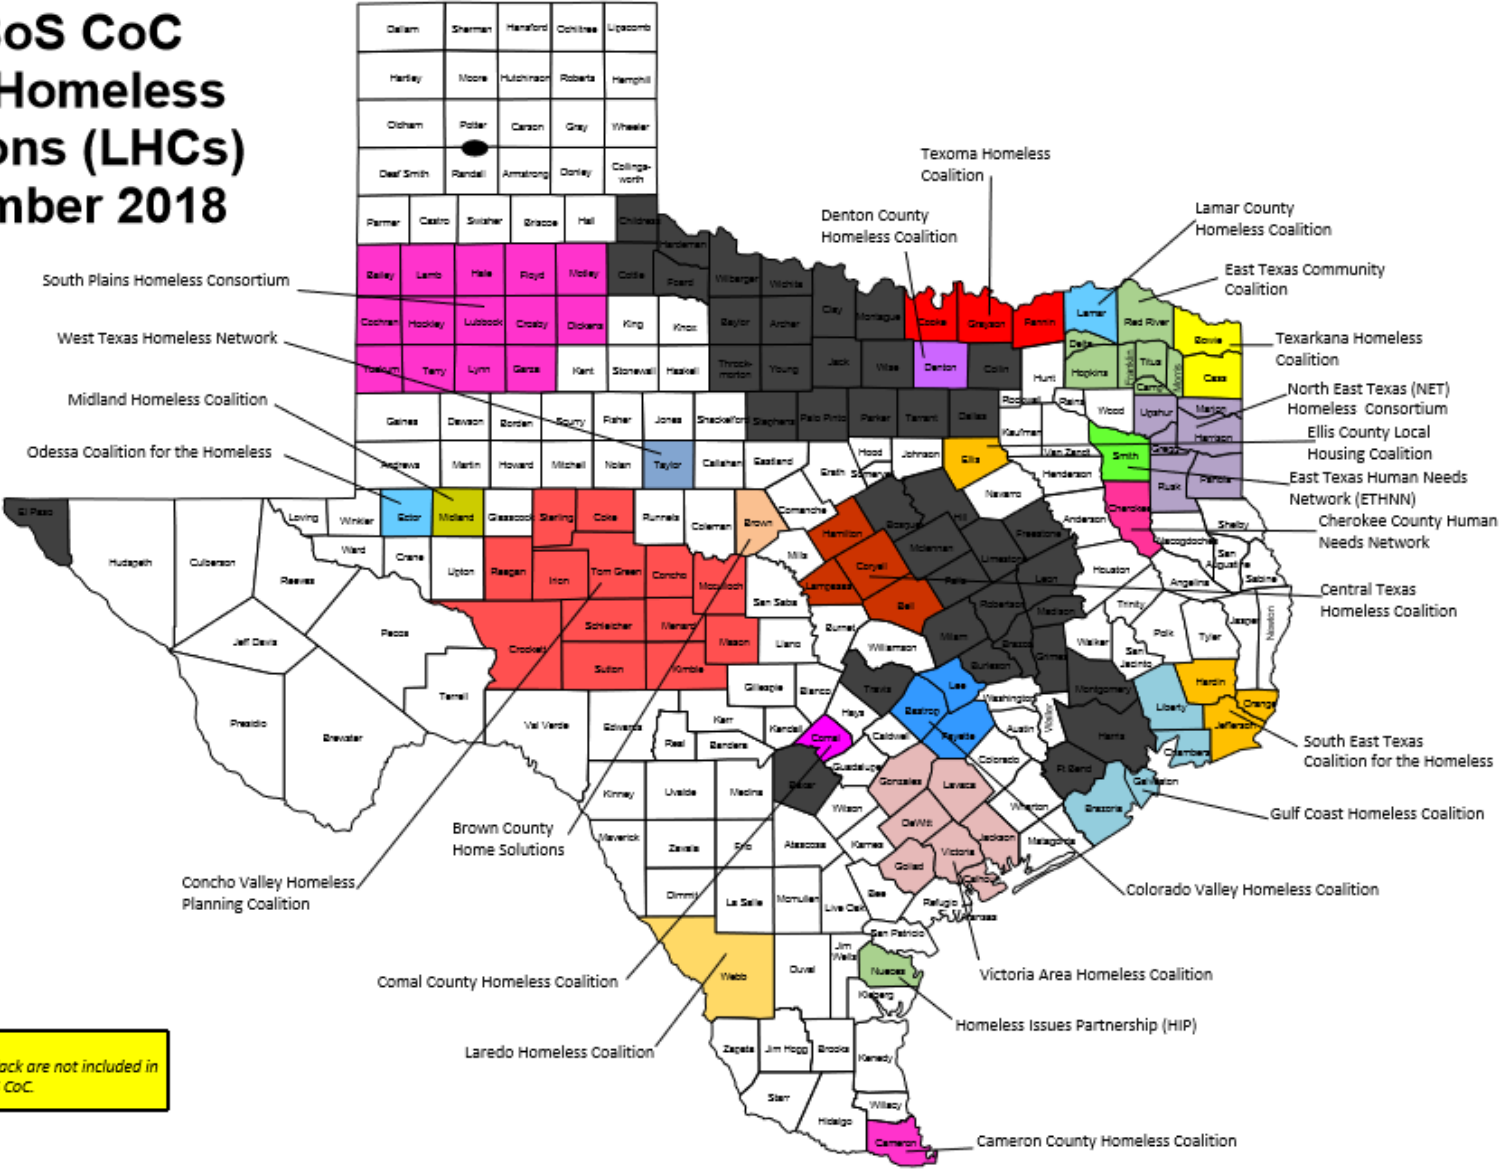 SoS CoC
Homeless
ons (LHCs)
mber 2018
Dallam Sherman Hansford Ochiltree Lipscomb
Hartley Moore Hutchinson Roberts Hemphill
Oldham Potter Carson Gray Wheeler
Deaf Smith Randall Armstrong Donley Collings-
worth
Parmer Castro Swisher Briscoe Hall Childress
Hardeman
Bailey Lamb Hale Floyd Motley Cottle Foard Wilbarger Wichita
Cochran Hockley Lubbock Crosby Dickens King Knox Baylor Archer Clay Montague Cooke Grayson Fannin Lamar Red River Bowie
Yoakum Terry Lynn Garza Kent Stonewall Haskell Throck-
morton Young Jack Wise Denton Collin Hunt Delta Hopkins Franklin Titus Camp Morris Cass
Gaines Dawson Borden Scurry Fisher Jones Shackelford Stephens Palo Pinto Parker Tarrant Dallas Rockwall Kaufman Rains Wood Upshur Marion
Andrews Martin Howard Mitchell Nolan Taylor Callahan Eastland Erath Hood Somervell Johnson Ellis Van Zandt Henderson Smith Gregg Harrison
Rusk Panola
El Paso Loving Winkler Ector Midland Glasscock Sterling Coke Runnels Coleman Brown Comanche Hamilton Bosque Hill Navarro Freestone Anderson Cherokee Shelby
Hudspeth Culberson Reeves Ward Crane Upton Reagan Irion Tom Green Concho Mcculloch Mills Coryell Mclennan Limestone Leon Houston Nacogdoches San
Augustine Sabine
Angelina
Lampasas Bell Falls Robertson Madison Trinity
San Saba Burnet Williamson Milam Brazos Grimes Walker San
Jacinto Polk Tyler Jasper Newton
Jeff Davis Pecos Crockett Schleicher Menard Mason Llano
Sutton Kimble Burleson
Presidio Brewster Terrell Val Verde Edwards Gillespie Blanco Travis Lee Washington Montgomery Liberty Hardin Orange
Real Kerr Bandera Kendall Hays Comal Caldwell Bastrop Fayette Austin Waller Harris Chambers Jefferson
Kinney Uvalde Medina Bexar Guadalupe Gonzales Lavaca Colorado Ft Bend Galveston
Maverick Zavala Frio Atascosa Wilson Karnes DeWitt Jackson Wharton Brazoria
Matagorda
Dimmit La Salle Mcmullen Live Oak Bee Goliad Victoria Calhoun
Refugio Aransas
San Patricio
Webb Duval Jim
Wells Nueces
Kleberg
Zapata Jim Hogg Brooks Kenedy
Starr Hidalgo Willacy
Cameron
Texoma Homeless
Coalition
Denton County
Homeless Coalition
Lamar County
Homeless Coalition
East Texas Community
Coalition
Texarkana Homeless
Coalition
North East Texas (NET)
Homeless Consortium
Ellis County Local
Housing Coalition
East Texas Human Needs
Network (ETHNN)
Cherokee County Human
Needs Network
Central Texas
Homeless Coalition
South East Texas
Coalition for the Homeless
Gulf Coast Homeless Coalition
Colorado Valley Homeless Coalition
Victoria Area Homeless Coalition
Homeless Issues Partnership (HIP)
Cameron County Homeless Coalition
South Plains Homeless Consortium
West Texas Homeless Network
Midland Homeless Coalition
Odessa Coalition for the Homeless
Brown County
Home Solutions
Concho Valley Homeless
Planning Coalition
Comal County Homeless Coalition
Laredo Homeless Coalition
ack are not included in
CoC.